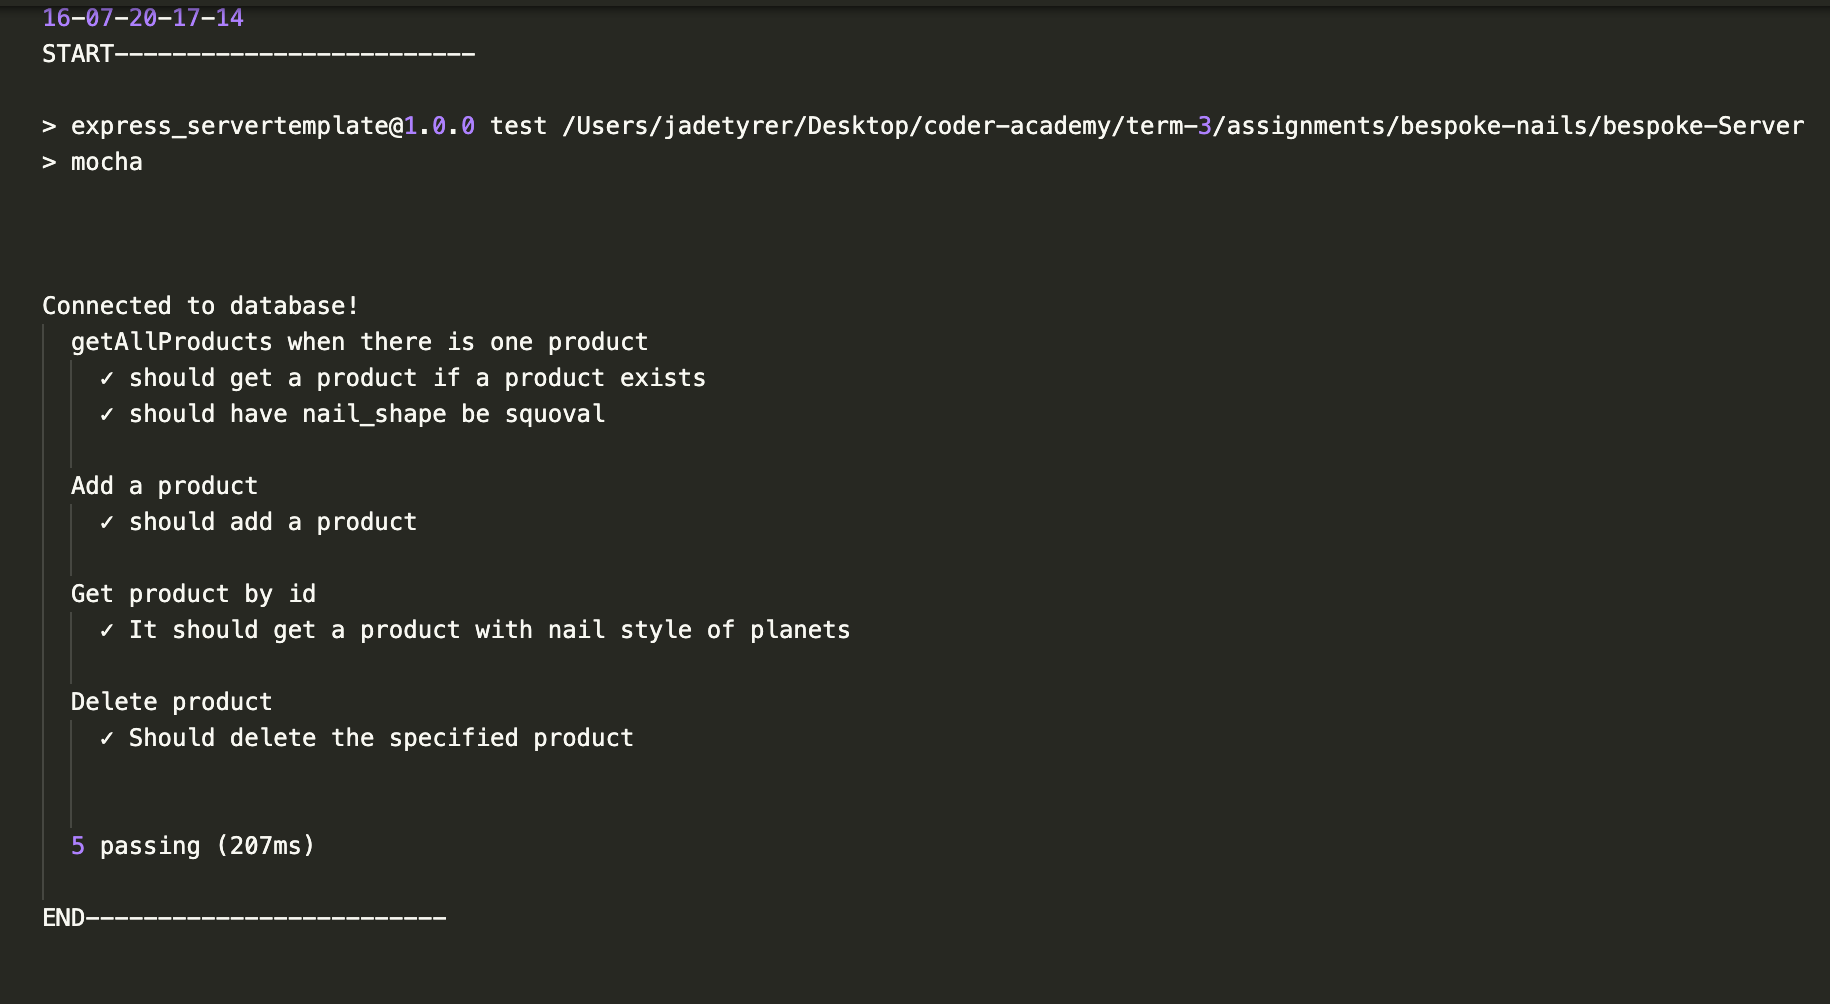 16-07-20-17-14
START-------------------------
> express_servertemplate@1.0.0 test /Users/jadetyrer/Desktop/coder-academy/term-3/assignments/bespoke-nails/bespoke-Server
> mocha
Connected to database!
getAllProducts when there is one product
✓ should get a product if a product exists
✓ should have nail_shape be squoval
Add a product
✓ should add a product
Get product by id
✓ It should get a product with nail style of planets
Delete product
✓ Should delete the specified product
5 passing (207ms)
END-------------------------